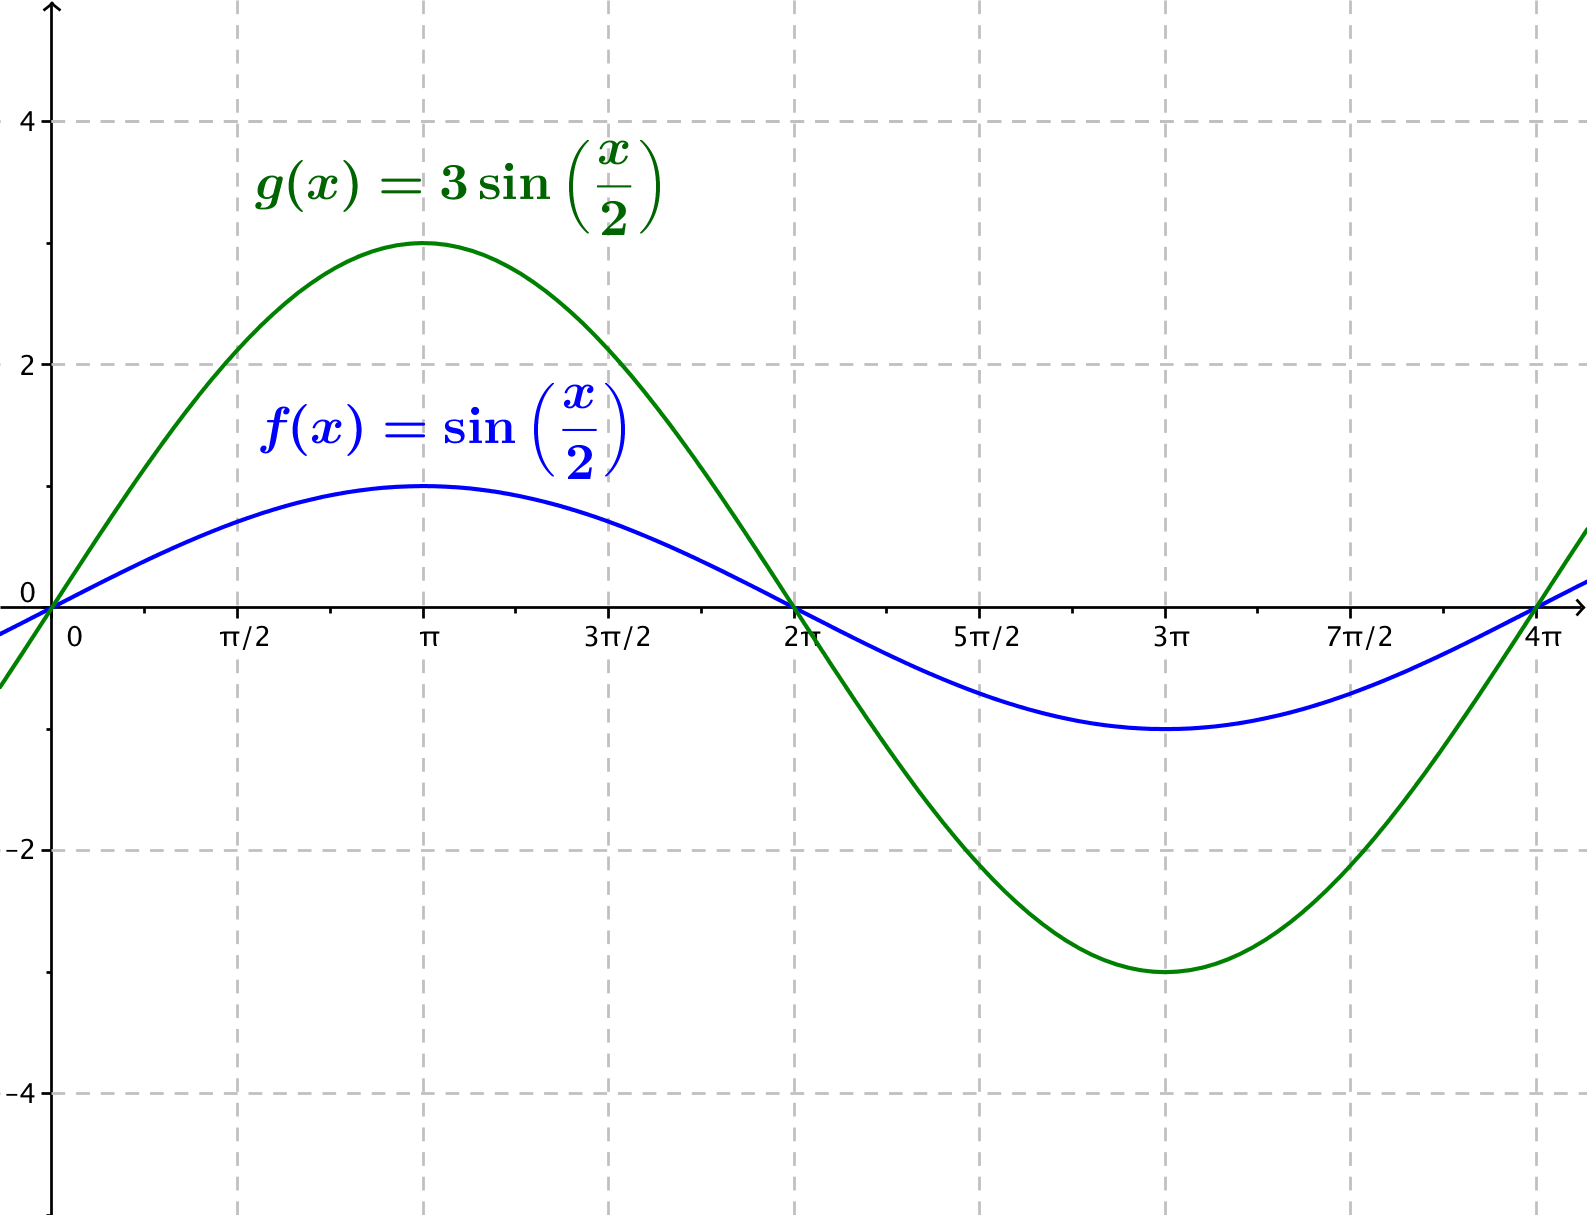 4
g(x) = 3 sin(x/2)
2
f(x) = sin(x/2)
0
0 π/2 π 3π/2 2π 5π/2 3π 7π/2 4π
-2
-4